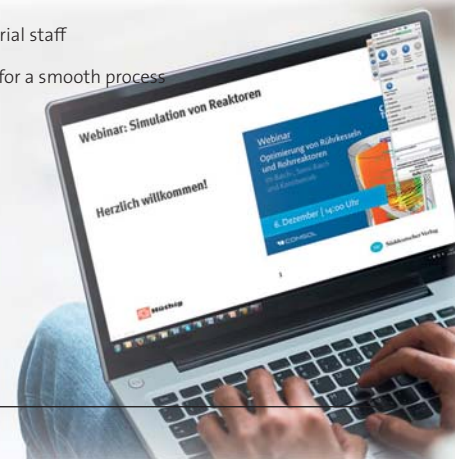 rial staff
for a smooth process
Webinar: Simulation von Reaktoren
Herzlich willkommen!
Webinar
Optimierung von Rührkesseln
und Rohrreaktoren
im Batch-, Semi-Batch
und Kontibetrieb
6. Dezember | 14:00 Uhr
COMSOL
Hüthig
Süddeutscher Verlag